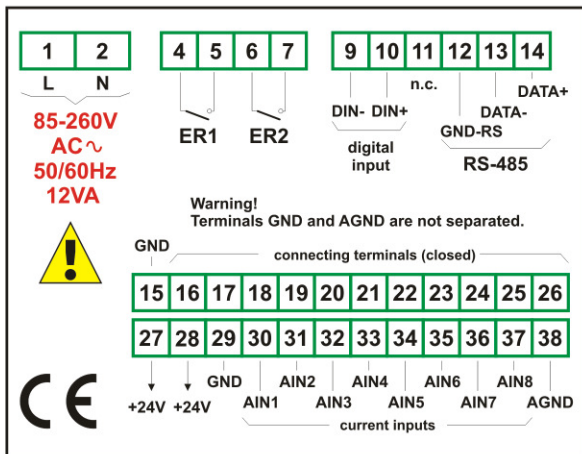 1 2 4 5 6 7 9 10 11 12 13 14
L N n.c. DATA+
DIN- DIN+ DATA-
ER1 ER2 GND-RS
digital
input
RS-485
85-260V
AC∿
50/60Hz
12VA
Warning!
Terminals GND and AGND are not separated.
!
GND connecting terminals (closed)
15 16 17 18 19 20 21 22 23 24 25 26
27 28 29 30 31 32 33 34 35 36 37 38
GND AIN2 AIN4 AIN6 AIN8
+24V +24V AIN1 AIN3 AIN5 AIN7 AGND
current inputs
CE